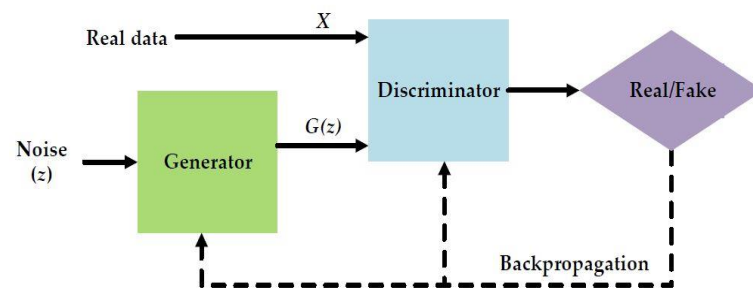 Real data
X
Discriminator
Real/Fake
Noise
(z)
Generator
G(z)
Backpropagation